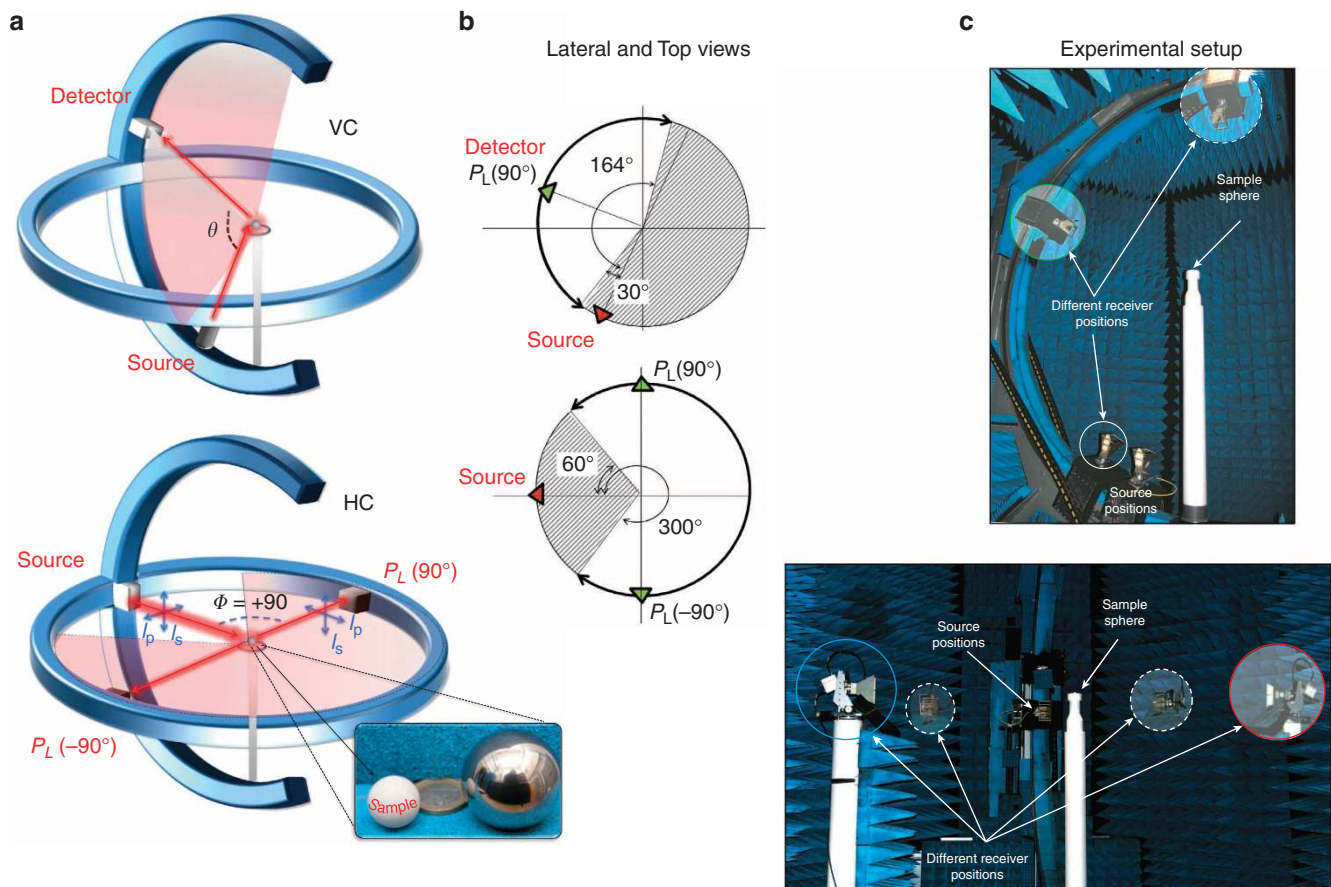 a
Detector
VC
θ
Source
HC
Source
P_L (90°)
Φ = +90
I_p
I_s
I_p
I_s
P_L (–90°)
Sample
b
Lateral and Top views
Detector
P_L(90°)
164°
30°
Source
P_L(90°)
60°
Source
300°
P_L(–90°)
c
Experimental setup
Sample
sphere
Different receiver
positions
Source
positions
Sample
sphere
Source
positions
Different receiver
positions